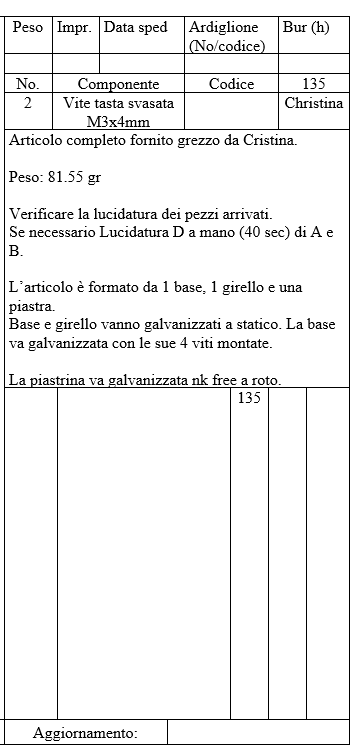 Peso Impr. Data sped Ardiglione Bur (h)
(No/codice)
No. Componente Codice 135
2 Vite tasta svasata Christina
M3x4mm
Articolo completo fornito grezzo da Cristina.
Peso: 81.55 gr
Verificare la lucidatura dei pezzi arrivati.
Se necessario Lucidatura D a mano (40 sec) di A e
B.
L’articolo è formato da 1 base, 1 girello e una
piastra.
Base e girello vanno galvanizzati a statico. La base
va galvanizzata con le sue 4 viti montate.
La piastrina va galvanizzata nk free a roto.
135
Aggiornamento: